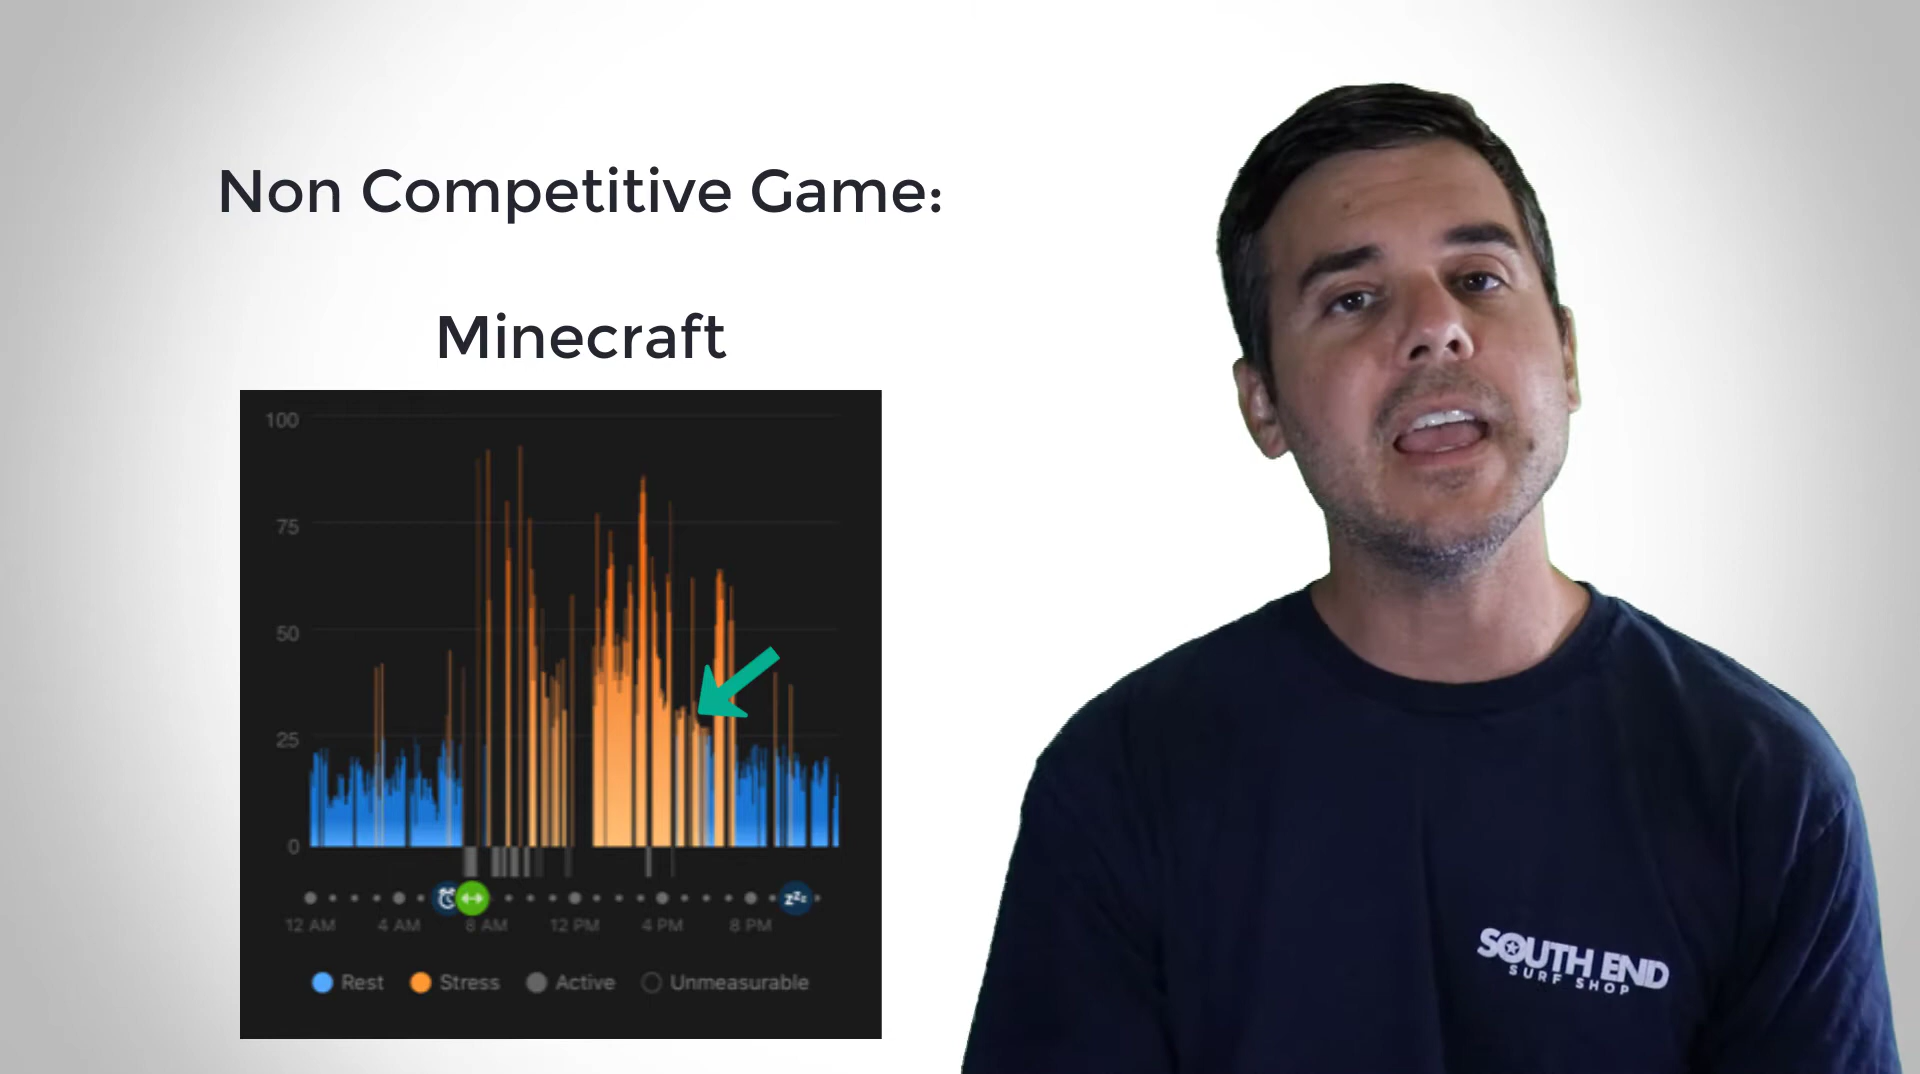 Non Competitive Game:
Minecraft
100
75
50
25
0
zzz
12 AM 4 AM 8 AM 12 PM 4 PM 8 PM
Rest Stress Active Unmeasurable
SOUTH END
SURF SHOP